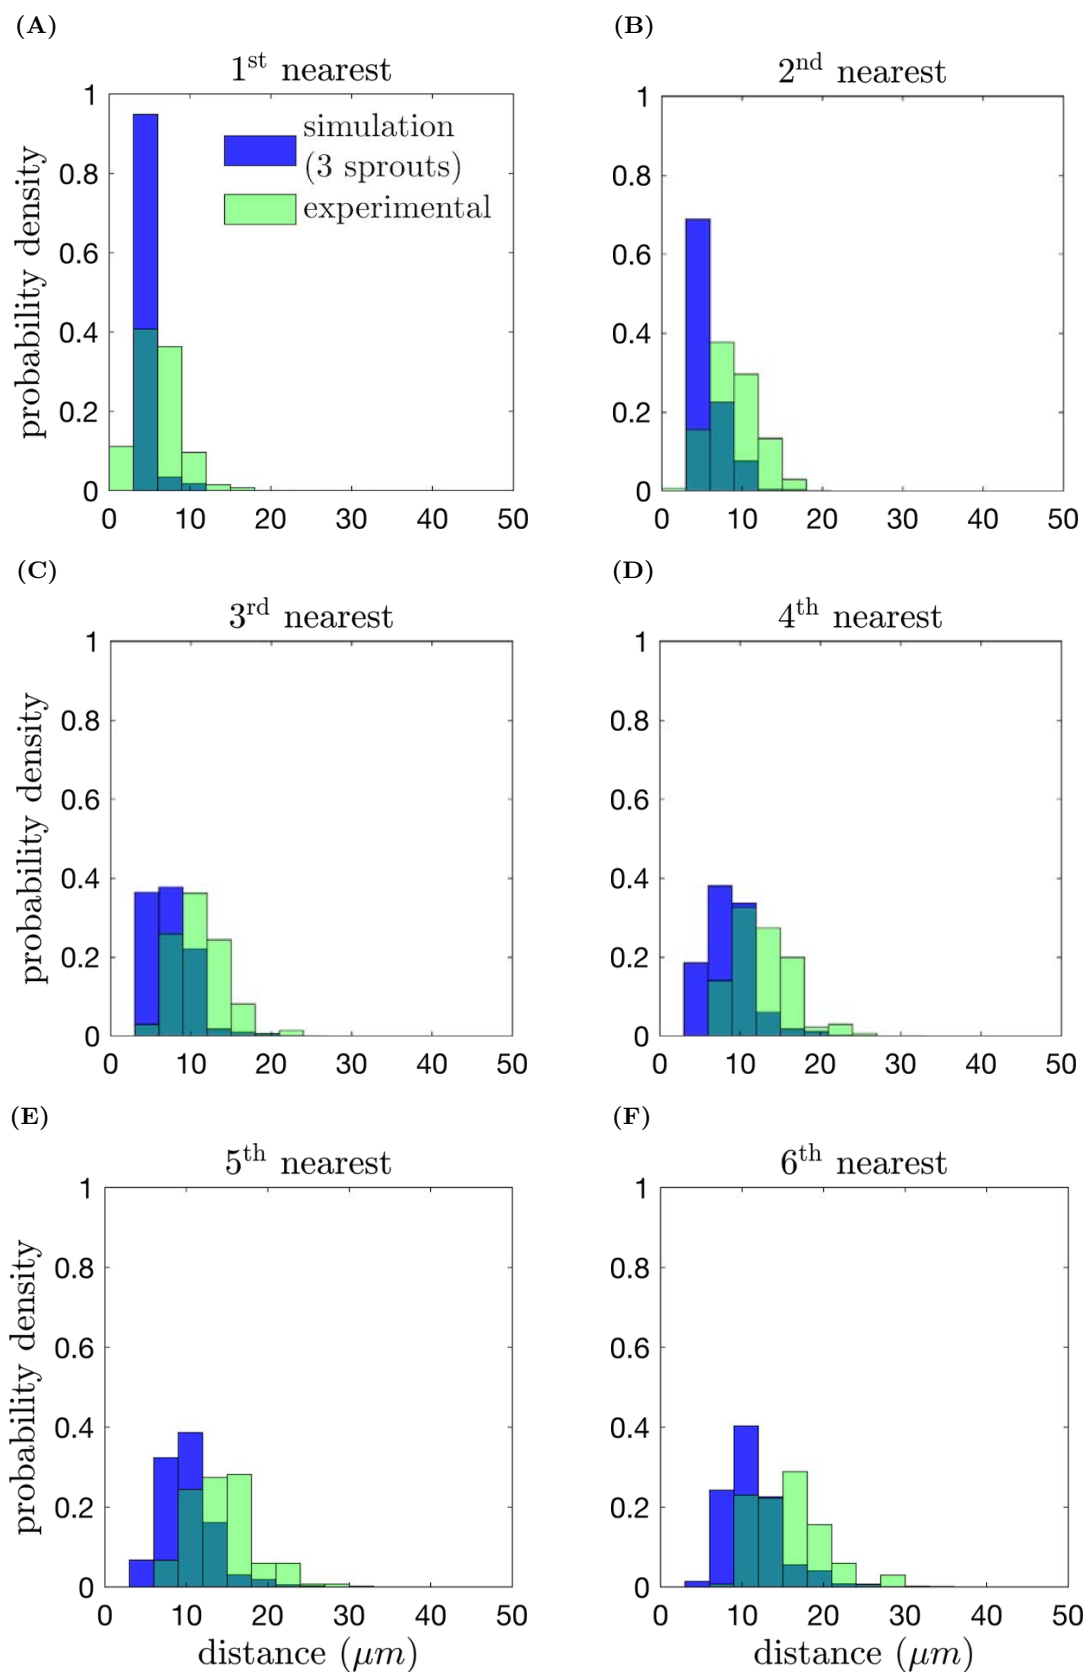 (A)
1st nearest
1
0.8
0.6
0.4
0.2
0
probability density
simulation
(3 sprouts)
experimental
0 10 20 30 40 50
(B)
2nd nearest
1
0.8
0.6
0.4
0.2
0
0 10 20 30 40 50
(C)
3rd nearest
1
0.8
0.6
0.4
0.2
0
probability density
0 10 20 30 40 50
(D)
4th nearest
1
0.8
0.6
0.4
0.2
0
0 10 20 30 40 50
(E)
5th nearest
1
0.8
0.6
0.4
0.2
0
probability density
0 10 20 30 40 50
distance (μm)
(F)
6th nearest
1
0.8
0.6
0.4
0.2
0
0 10 20 30 40 50
distance (μm)